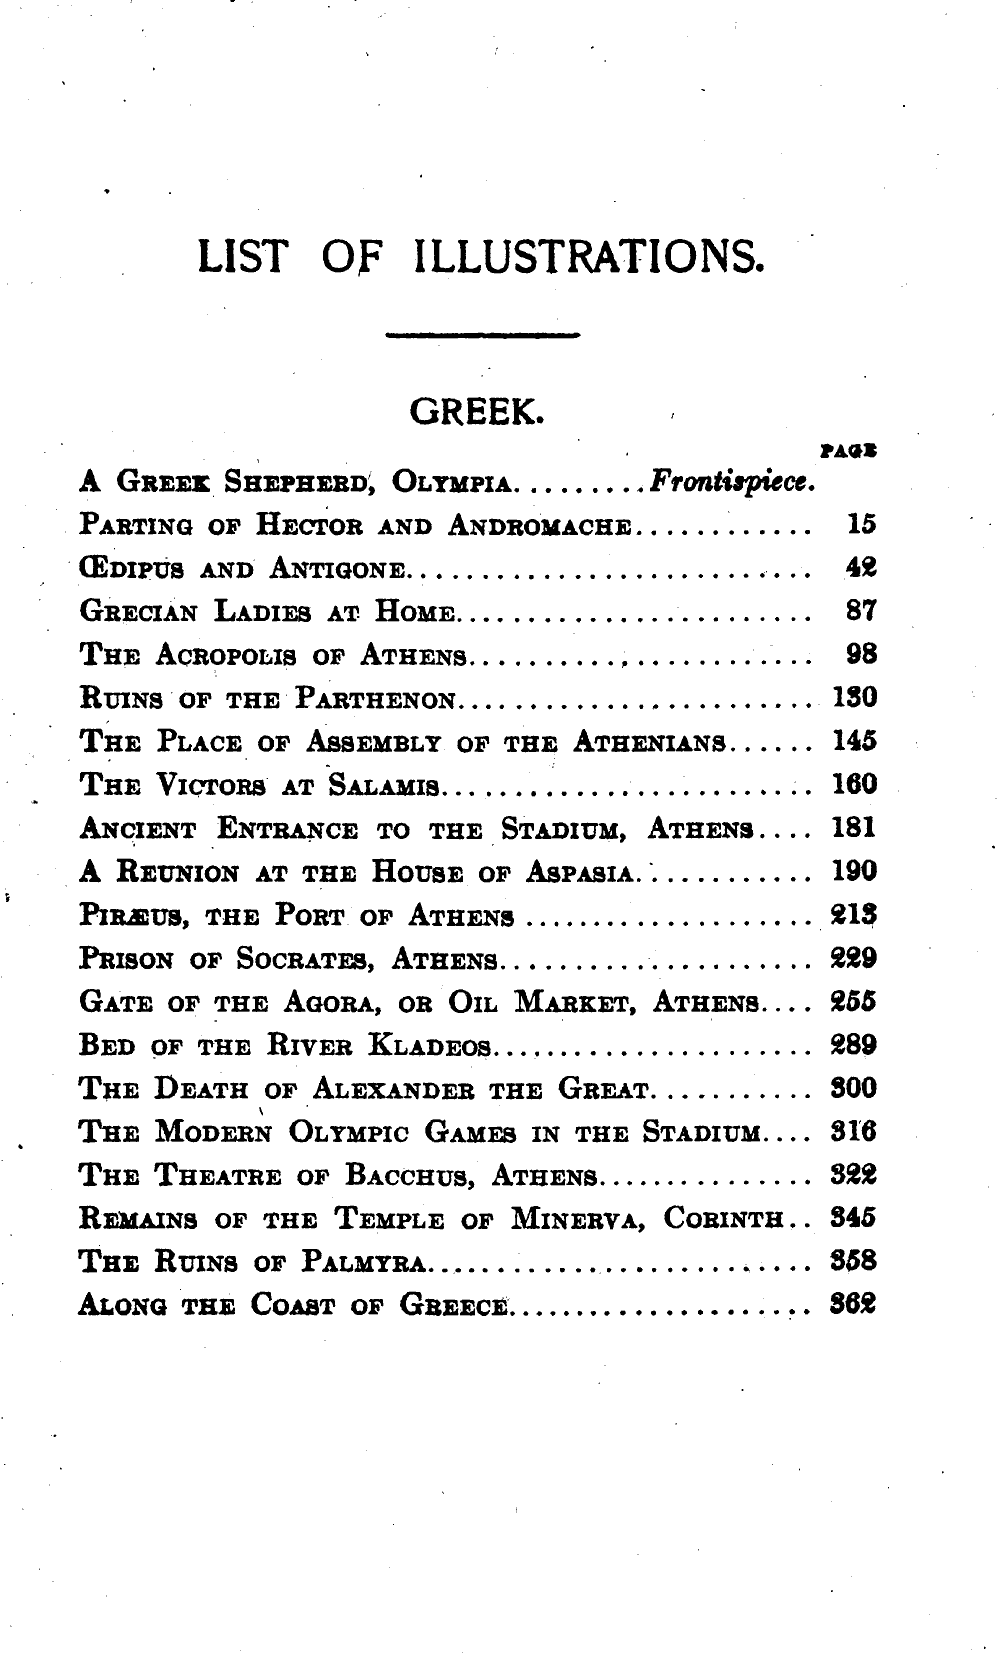 LIST OF ILLUSTRATIONS.
GREEK.
PAGE
A Greek Shepherd, Olympia.........Frontispiece.
Parting of Hector and Andromache............ 15
Œdipus and Antigone........................... 42
Grecian Ladies at Home........................ 87
The Acropolis of Athens....................... 98
Ruins of the Parthenon........................ 130
The Place of Assembly of the Athenians...... 145
The Victors at Salamis......................... 160
Ancient Entrance to the Stadium, Athens.... 181
A Reunion at the House of Aspasia............ 190
Piræus, the Port of Athens ..................... 213
Prison of Socrates, Athens..................... 229
Gate of the Agora, or Oil Market, Athens.... 255
Bed of the River Kladeos...................... 289
The Death of Alexander the Great............. 300
The Modern Olympic Games in the Stadium.... 316
The Theatre of Bacchus, Athens............... 322
Remains of the Temple of Minerva, Corinth.. 345
The Ruins of Palmyra.......................... 358
Along the Coast of Greece..................... 362